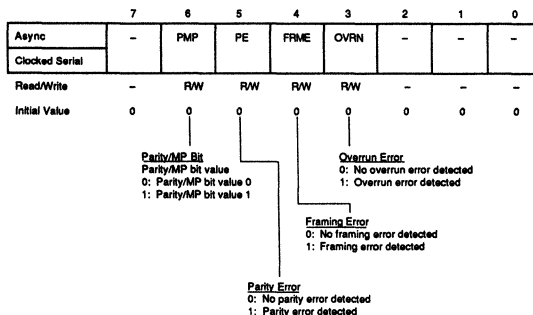 7 6 5 4 3 2 1 0
Async – PMP PE FRME OVRN – – –
Clocked Serial
Read/Write – R/W R/W R/W R/W – – –
Initial Value 0 0 0 0 0 0 0 0
Parity/MP Bit
Parity/MP bit value
0: Parity/MP bit value 0
1: Parity/MP bit value 1
Overrun Error
0: No overrun error detected
1: Overrun error detected
Framing Error
0: No framing error detected
1: Framing error detected
Parity Error
0: No parity error detected
1: Parity error detected